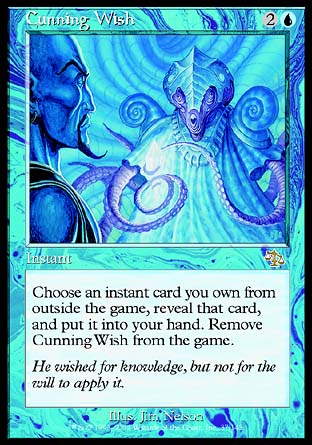 Cunning Wish 2
Instant
Choose an instant card you own from
outside the game, reveal that card,
and put it into your hand. Remove
Cunning Wish from the game.
He wished for knowledge, but not for the
will to apply it.
Illus. Jim Nelson